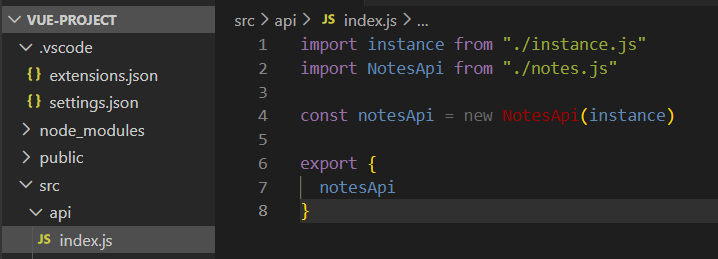 VUE-PROJECT
.vscode
{} extensions.json
{} settings.json
node_modules
public
src
api
JS index.js
src > api > JS index.js > ...
1 import instance from "./instance.js"
2 import NotesApi from "./notes.js"
3
4 const notesApi = new NotesApi(instance)
5
6 export {
7   notesApi
8 }